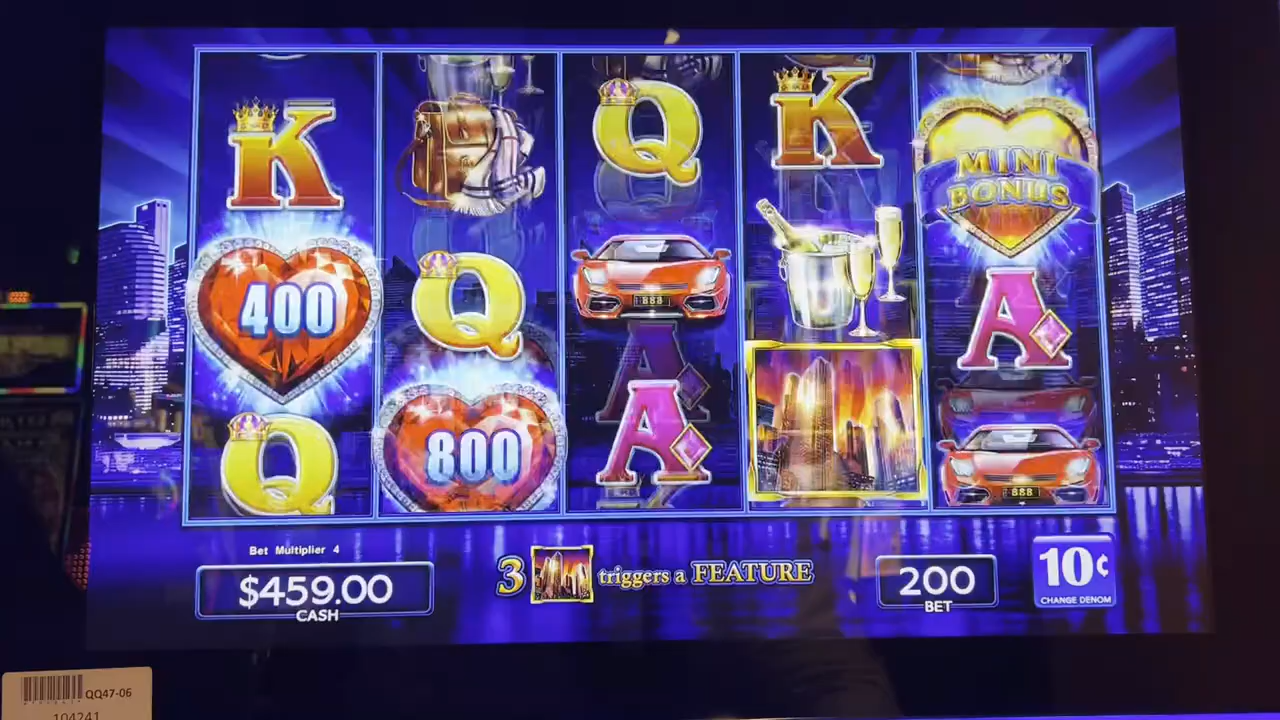 K
Q
K
MINI
BONUS
400
Q
888
A
Q
800
A
888
Bet Multiplier 4
$459.00
CASH
3 triggers a FEATURE
200
BET
10¢
CHANGE DENOM
QQ47-06
104241